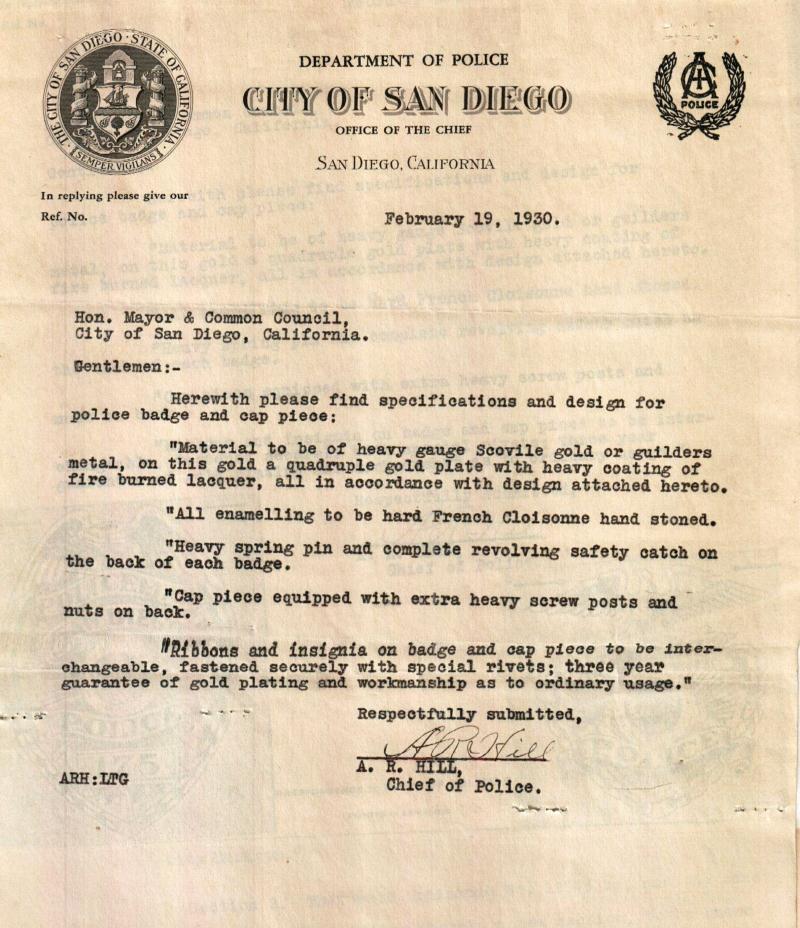 THE CITY OF SAN DIEGO · STATE OF CALIFORNIA
SEMPER VIGILANS
DEPARTMENT OF POLICE
CITY OF SAN DIEGO
OFFICE OF THE CHIEF
SAN DIEGO, CALIFORNIA
POLICE
In replying please give our
Ref. No.
February 19, 1930.
Hon. Mayor & Common Council,
City of San Diego, California.
Gentlemen:-
Herewith please find specifications and design for
police badge and cap piece:
"Material to be of heavy gauge Scovile gold or guilders
metal, on this gold a quadruple gold plate with heavy coating of
fire burned lacquer, all in accordance with design attached hereto.
"All enamelling to be hard French Cloisonne hand stoned.
"Heavy spring pin and complete revolving safety catch on
the back of each badge.
"Cap piece equipped with extra heavy screw posts and
nuts on back.
"Ribbons and insignia on badge and cap piece to be inter-
changeable, fastened securely with special rivets; three year
guarantee of gold plating and workmanship as to ordinary usage."
Respectfully submitted,
A R Hill
A. R. HILL,
Chief of Police.
ARH:LTG